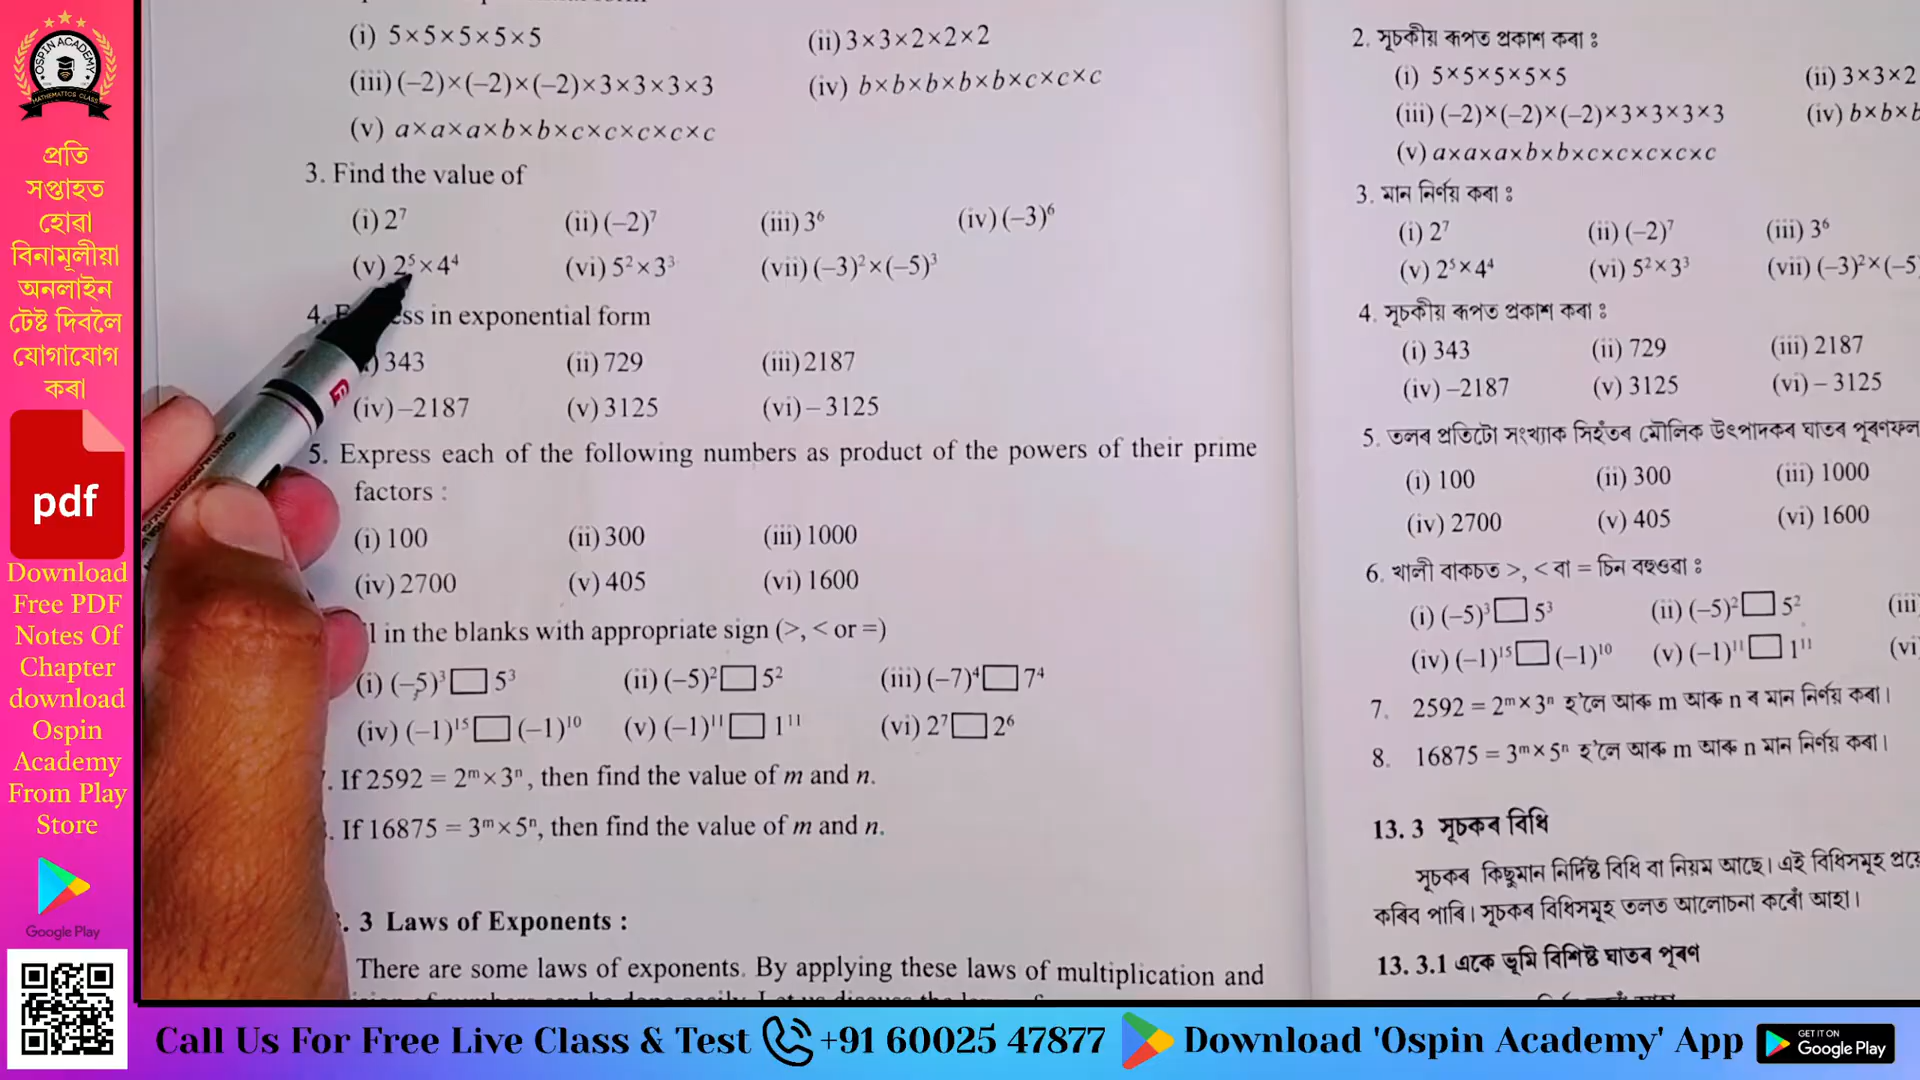 OSPIN ACADEMY
MATHEMATICS CLASS
প্ৰতি
সপ্তাহত
হোৱা
বিনামূলীয়া
অনলাইন
টেষ্ট দিবলৈ
যোগাযোগ
কৰা
pdf
Download
Free PDF
Notes Of
Chapter
download
Ospin
Academy
From Play
Store
Google Play
(i) 5×5×5×5×5 (ii) 3×3×2×2×2
(iii) (−2)×(−2)×(−2)×3×3×3×3 (iv) b×b×b×b×b×c×c×c
(v) a×a×a×b×b×c×c×c×c×c
3. Find the value of
(i) 2⁷ (ii) (−2)⁷ (iii) 3⁶ (iv) (−3)⁶
(v) 2⁵×4⁴ (vi) 5²×3³ (vii) (−3)²×(−5)³
4. ss in exponential form
343 (ii) 729 (iii) 2187
(iv) −2187 (v) 3125 (vi) − 3125
5. Express each of the following numbers as product of the powers of their prime
factors :
(i) 100 (ii) 300 (iii) 1000
(iv) 2700 (v) 405 (vi) 1600
l in the blanks with appropriate sign (>, < or =)
(i) (−5)³ □ 5³ (ii) (−5)² □ 5² (iii) (−7)⁴ □ 7⁴
(iv) (−1)¹⁵ □ (−1)¹⁰ (v) (−1)¹¹ □ 1¹¹ (vi) 2⁷ □ 2⁶
. If 2592 = 2ᵐ×3ⁿ, then find the value of m and n.
. If 16875 = 3ᵐ×5ⁿ, then find the value of m and n.
. 3 Laws of Exponents :
There are some laws of exponents. By applying these laws of multiplication and
2. সূচকীয় ৰূপত প্ৰকাশ কৰা ঃ
(i) 5×5×5×5×5 (ii) 3×3×2
(iii) (−2)×(−2)×(−2)×3×3×3×3 (iv) b×b×b
(v) a×a×a×b×b×c×c×c×c×c
3. মান নিৰ্ণয় কৰা ঃ
(i) 2⁷ (ii) (−2)⁷ (iii) 3⁶
(v) 2⁵×4⁴ (vi) 5²×3³ (vii) (−3)²×(−5
4. সূচকীয় ৰূপত প্ৰকাশ কৰা ঃ
(i) 343 (ii) 729 (iii) 2187
(iv) −2187 (v) 3125 (vi) − 3125
5. তলৰ প্ৰতিটো সংখ্যাক সিহঁতৰ মৌলিক উৎপাদকৰ ঘাতৰ পূৰণফল
(i) 100 (ii) 300 (iii) 1000
(iv) 2700 (v) 405 (vi) 1600
6. খালী বাকচত >, < বা = চিন বহুওৱা ঃ
(i) (−5)³ □ 5³ (ii) (−5)² □ 5² (iii
(iv) (−1)¹⁵ □ (−1)¹⁰ (v) (−1)¹¹ □ 1¹¹ (vi
7. 2592 = 2ᵐ×3ⁿ হ'লে আৰু m আৰু n ৰ মান নিৰ্ণয় কৰা।
8. 16875 = 3ᵐ×5ⁿ হ'লে আৰু m আৰু n মান নিৰ্ণয় কৰা।
13. 3 সূচকৰ বিধি
সূচকৰ কিছুমান নিৰ্দিষ্ট বিধি বা নিয়ম আছে। এই বিধিসমূহ প্ৰয়ে
কৰিব পাৰি। সূচকৰ বিধিসমূহ তলত আলোচনা কৰোঁ আহা।
13. 3.1 একে ভূমি বিশিষ্ট ঘাতৰ পূৰণ
Call Us For Free Live Class & Test +91 60025 47877 Download 'Ospin Academy' App GET IT ON Google Play